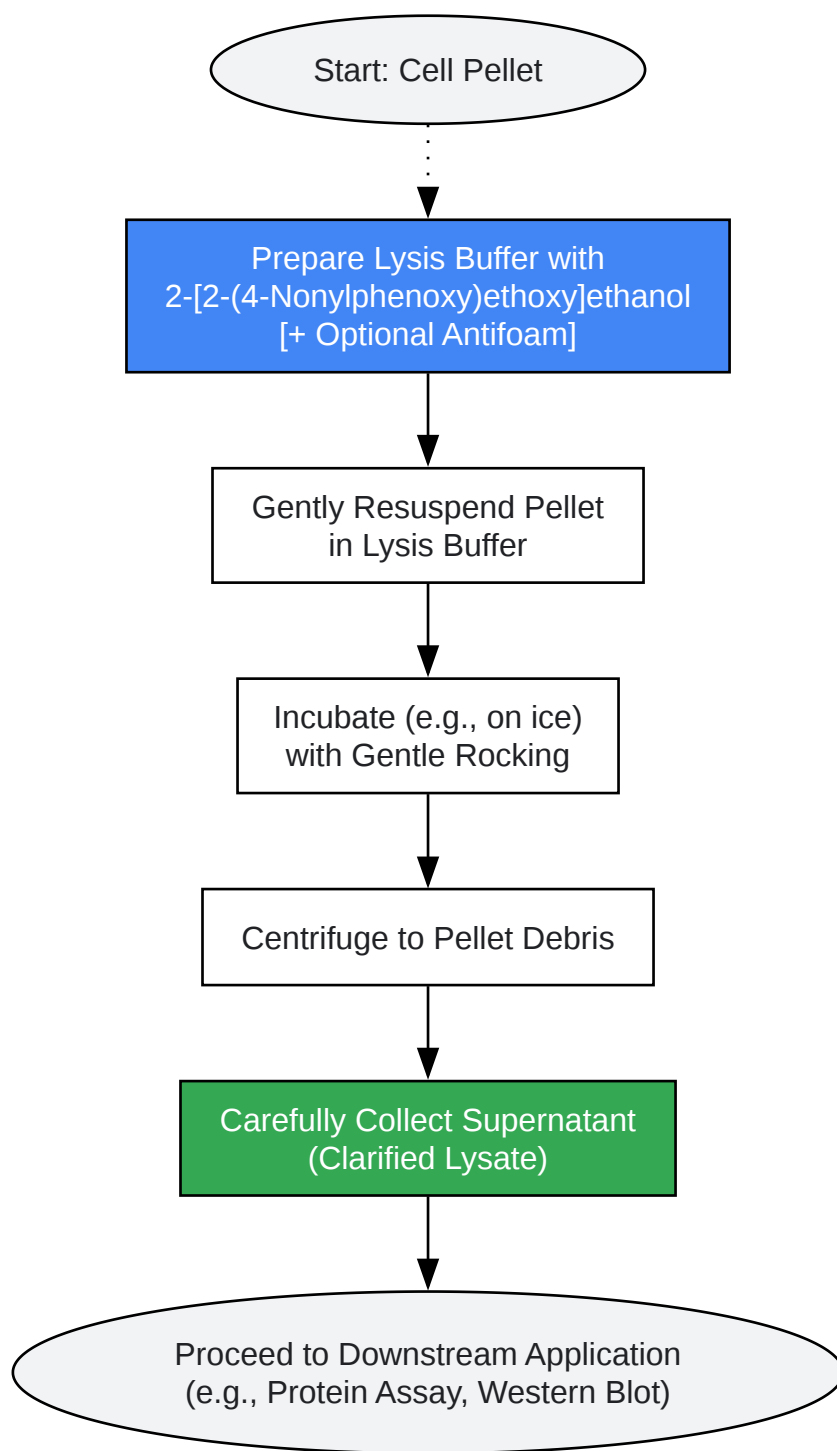 Start: Cell Pellet
Prepare Lysis Buffer with
2-[2-(4-Nonylphenoxy)ethoxy]ethanol
[+ Optional Antifoam]
Gently Resuspend Pellet
in Lysis Buffer
Incubate (e.g., on ice)
with Gentle Rocking
Centrifuge to Pellet Debris
Carefully Collect Supernatant
(Clarified Lysate)
Proceed to Downstream Application
(e.g., Protein Assay, Western Blot)